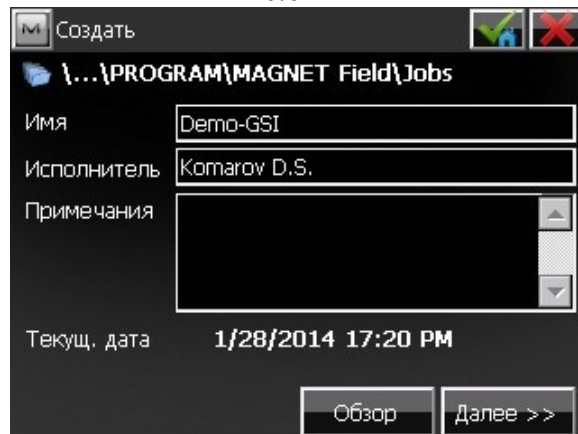 Создать
\...\PROGRAM\MAGNET Field\Jobs
Имя Demo-GSI
Исполнитель Komarov D.S.
Примечания
Текущ. дата 1/28/2014 17:20 PM
Обзор Далее >>